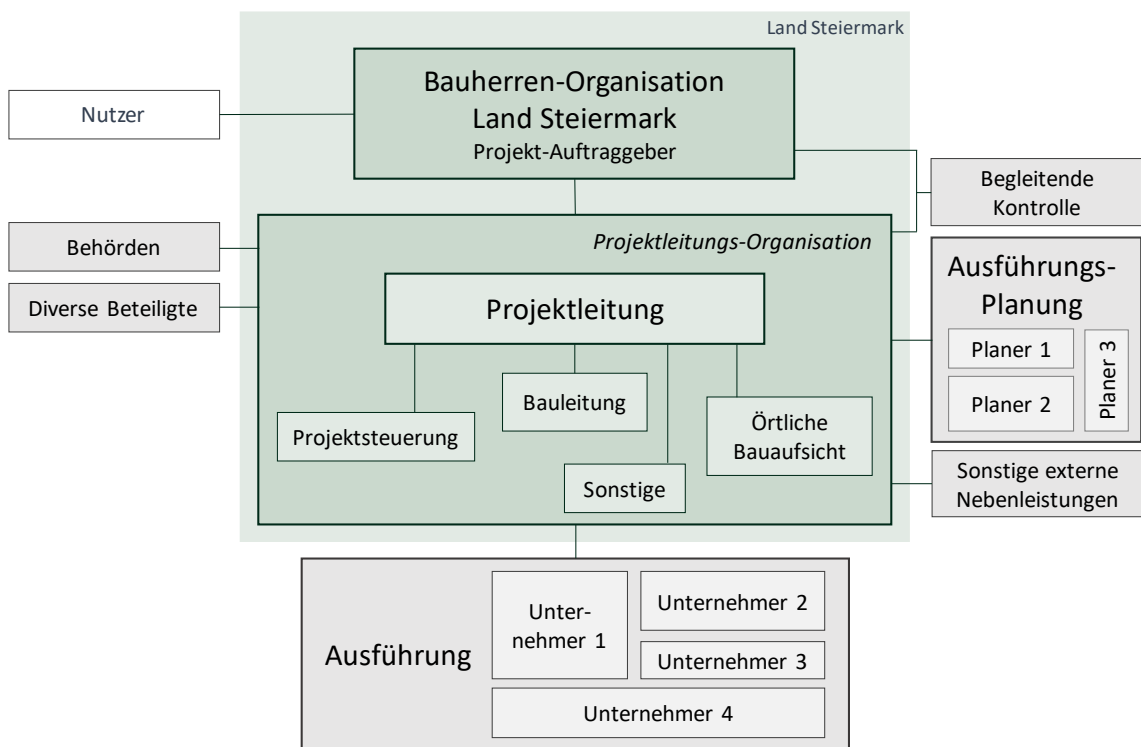 Land Steiermark
Bauherren-Organisation
Land Steiermark
Projekt-Auftraggeber
Nutzer
Begleitende
Kontrolle
Behörden
Diverse Beteiligte
Projektleitungs-Organisation
Projektleitung
Projektsteuerung
Bauleitung
Sonstige
Örtliche
Bauaufsicht
Ausführungs-
Planung
Planer 1
Planer 2
Planer 3
Sonstige externe
Nebenleistungen
Ausführung
Unter-
nehmer 1
Unternehmer 2
Unternehmer 3
Unternehmer 4